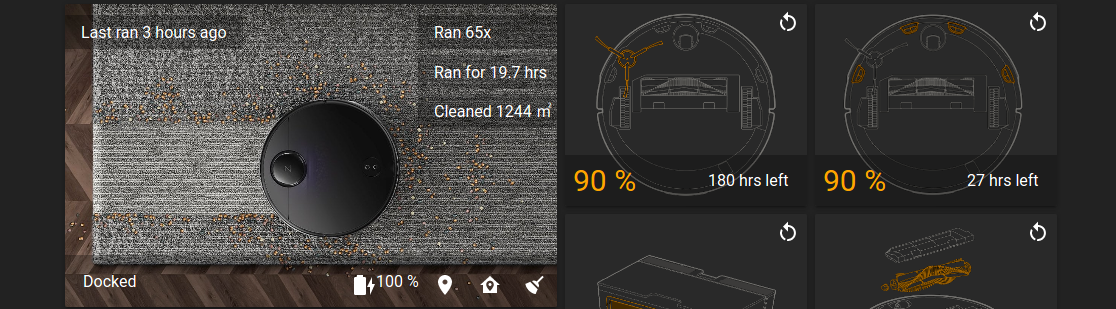 Last ran 3 hours ago
Ran 65x
Ran for 19.7 hrs
Cleaned 1244 m
Docked
100 %
90 %
180 hrs left
90 %
27 hrs left